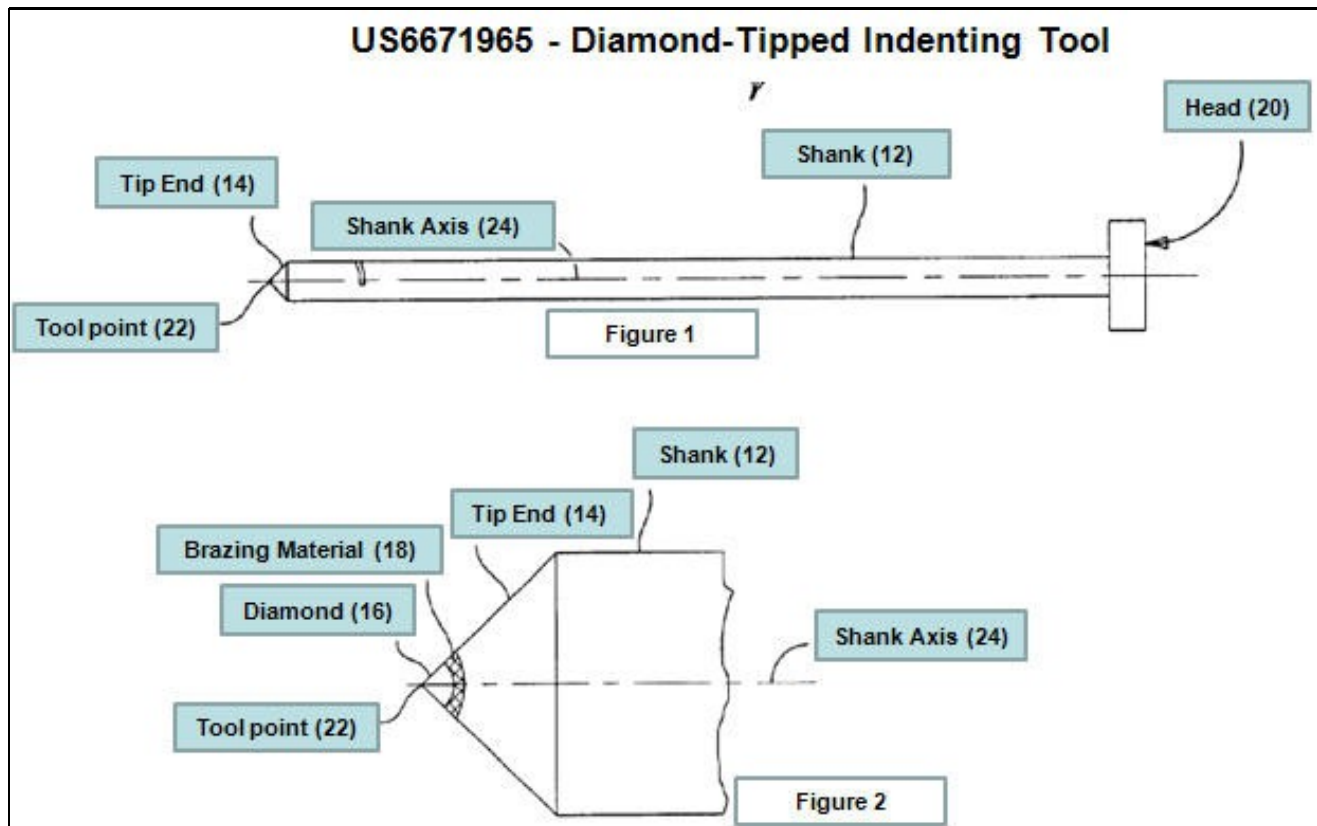 US6671965 - Diamond-Tipped Indenting Tool
r
Head (20)
Shank (12)
Tip End (14)
Shank Axis (24)
Tool point (22)
Figure 1
Shank (12)
Tip End (14)
Brazing Material (18)
Diamond (16)
Shank Axis (24)
Tool point (22)
Figure 2